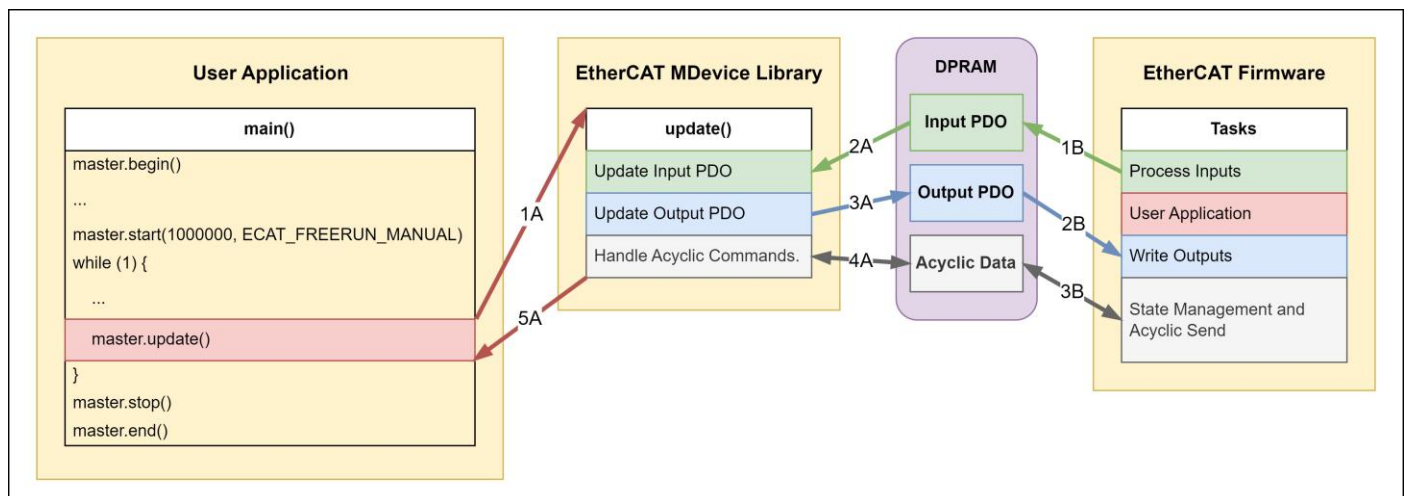 User Application
main()
master.begin()
...
master.start(1000000, ECAT_FREERUN_MANUAL)
while (1) {
...
master.update()
}
master.stop()
master.end()
1A
5A
EtherCAT MDevice Library
update()
Update Input PDO
Update Output PDO
Handle Acyclic Commands.
2A
3A
4A
DPRAM
Input PDO
Output PDO
Acyclic Data
1B
2B
3B
EtherCAT Firmware
Tasks
Process Inputs
User Application
Write Outputs
State Management and
Acyclic Send